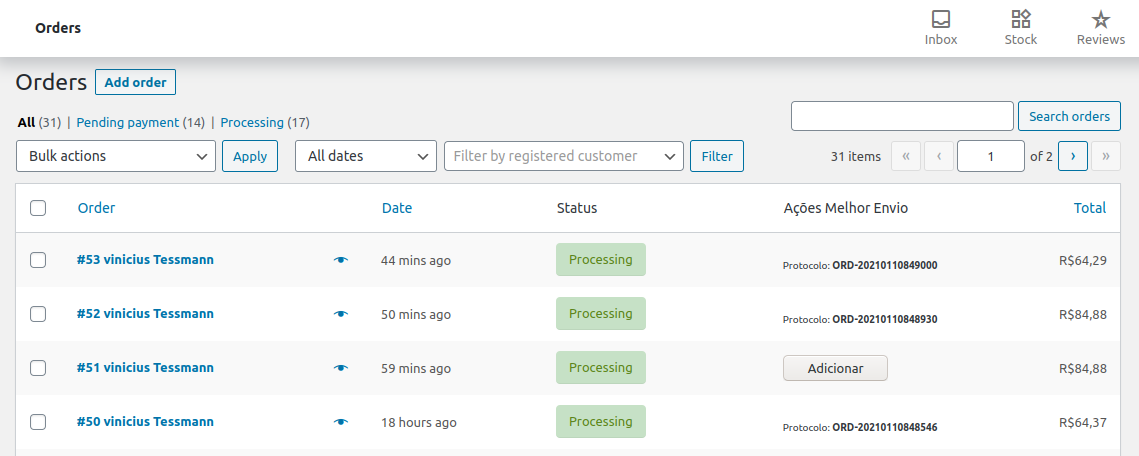 Orders
Inbox Stock Reviews
Orders Add order
All (31) | Pending payment (14) | Processing (17)
Search orders
Bulk actions Apply All dates Filter by registered customer Filter 31 items « ‹ 1 of 2 › »
Order Date Status Ações Melhor Envio Total
#53 vinicius Tessmann 44 mins ago Processing Protocolo: ORD-20210110849000 R$64,29
#52 vinicius Tessmann 50 mins ago Processing Protocolo: ORD-20210110848930 R$84,88
#51 vinicius Tessmann 59 mins ago Processing Adicionar R$84,88
#50 vinicius Tessmann 18 hours ago Processing Protocolo: ORD-20210110848546 R$64,37